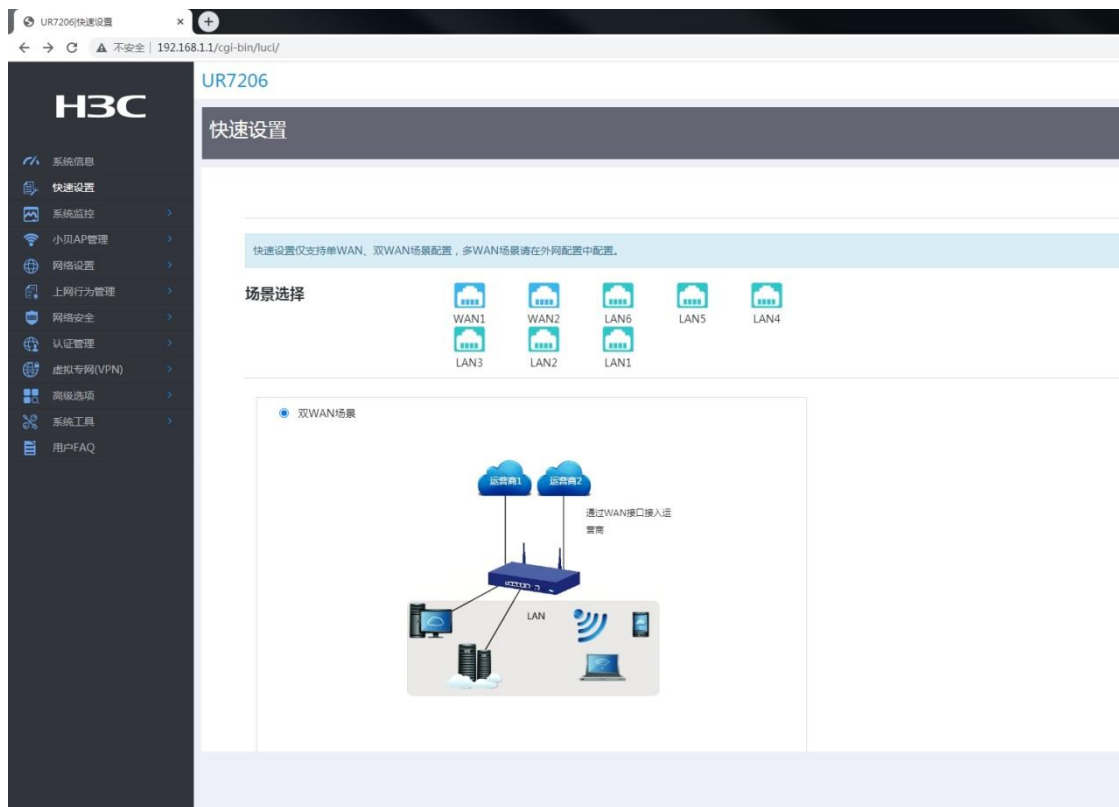 UR7206|快速设置
不安全 | 192.168.1.1/cgi-bin/luci/
H3C
UR7206
快速设置
系统信息
快速设置
系统监控
小贝AP管理
网络设置
上网行为管理
网络安全
认证管理
虚拟专网(VPN)
高级选项
系统工具
用户FAQ
快速设置仅支持单WAN、双WAN场景配置，多WAN场景请在外网配置中配置。
场景选择
WAN1 WAN2 LAN6 LAN5 LAN4
LAN3 LAN2 LAN1
双WAN场景
运营商1 运营商2
通过WAN接口接入运
营商
LAN